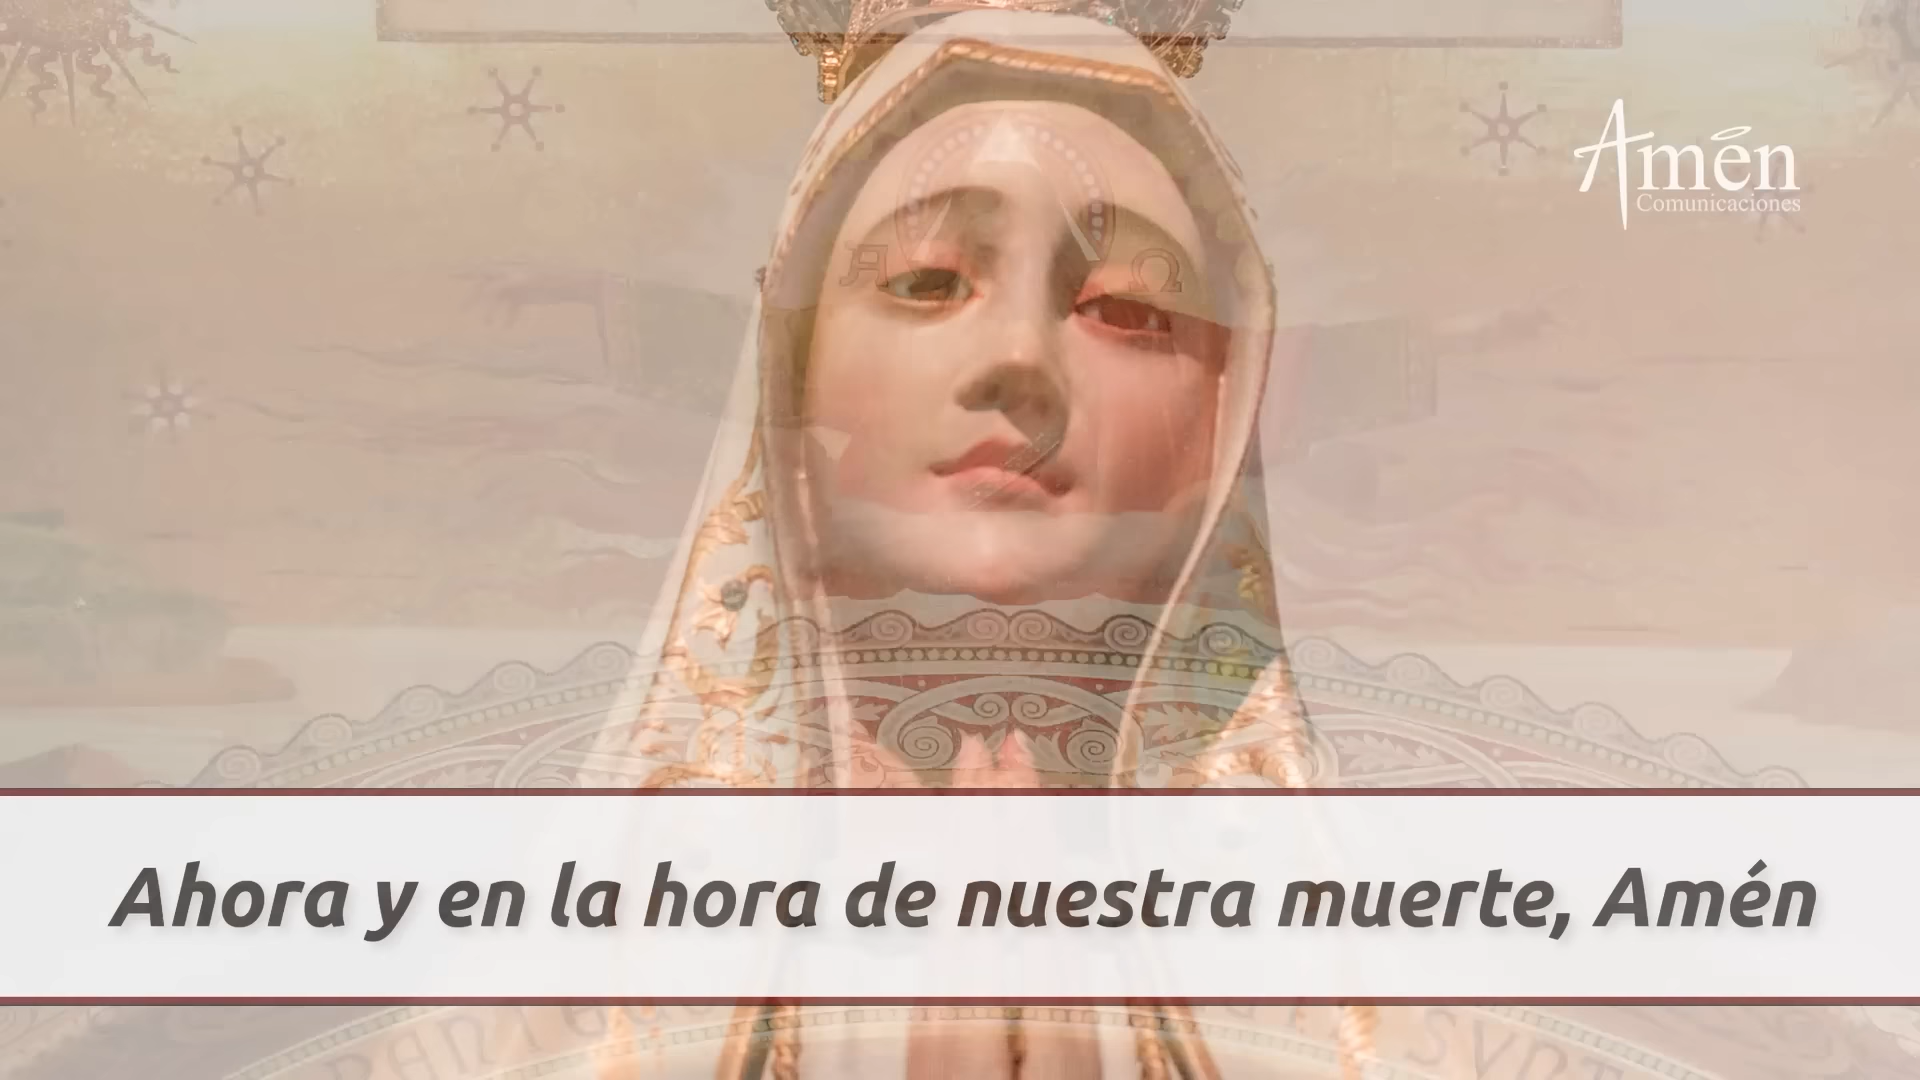 Amén
Comunicaciones
A Ω
Ahora y en la hora de nuestra muerte, Amén